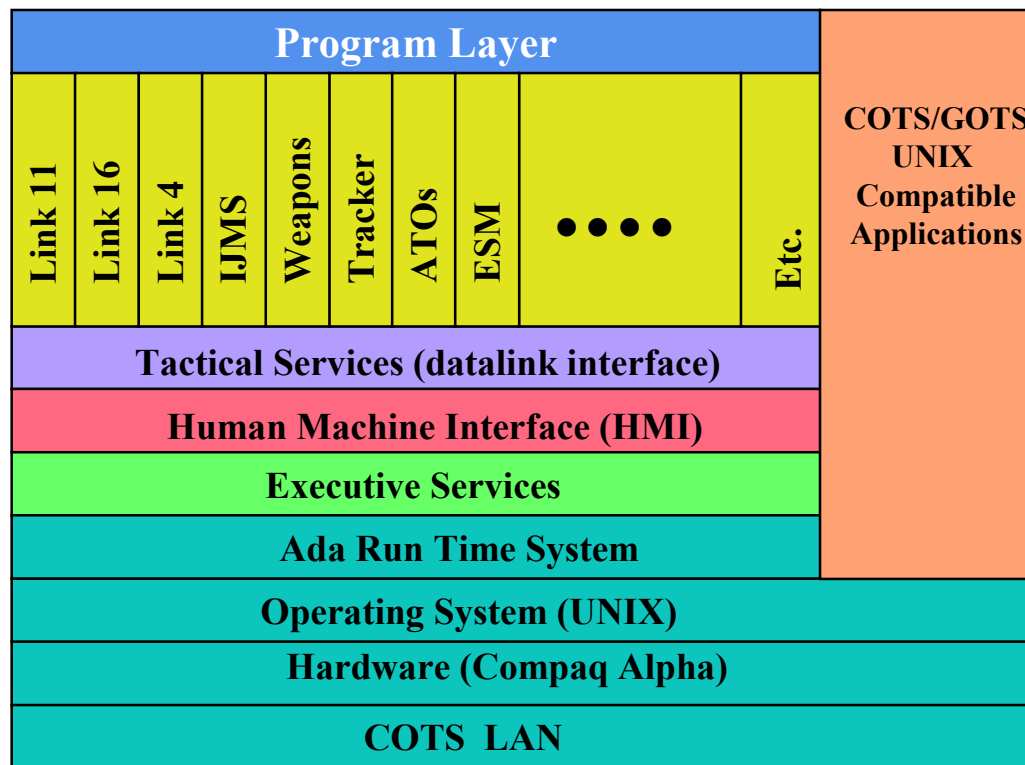 Program Layer
COTS/GOTS
UNIX
Compatible
Applications
Link 11
Link 16
Link 4
IJMS
Weapons
Tracker
ATOs
ESM
••••
Etc.
Tactical Services (datalink interface)
Human Machine Interface (HMI)
Executive Services
Ada Run Time System
Operating System (UNIX)
Hardware (Compaq Alpha)
COTS LAN